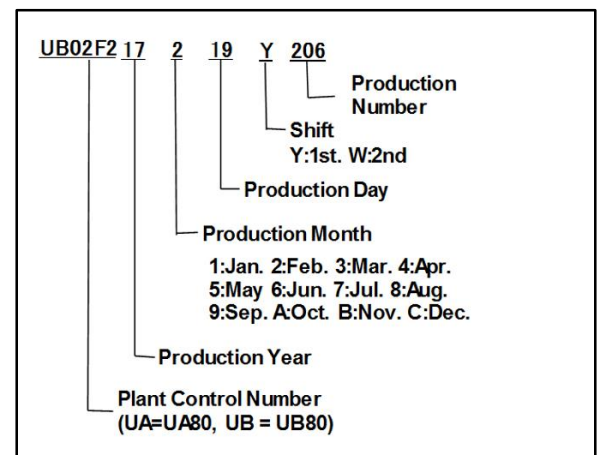 UB02F2 17 2 19 Y 206
Production
Number
Shift
Y:1st. W:2nd
Production Day
Production Month
1:Jan. 2:Feb. 3:Mar. 4:Apr.
5:May 6:Jun. 7:Jul. 8:Aug.
9:Sep. A:Oct. B:Nov. C:Dec.
Production Year
Plant Control Number
(UA=UA80, UB = UB80)